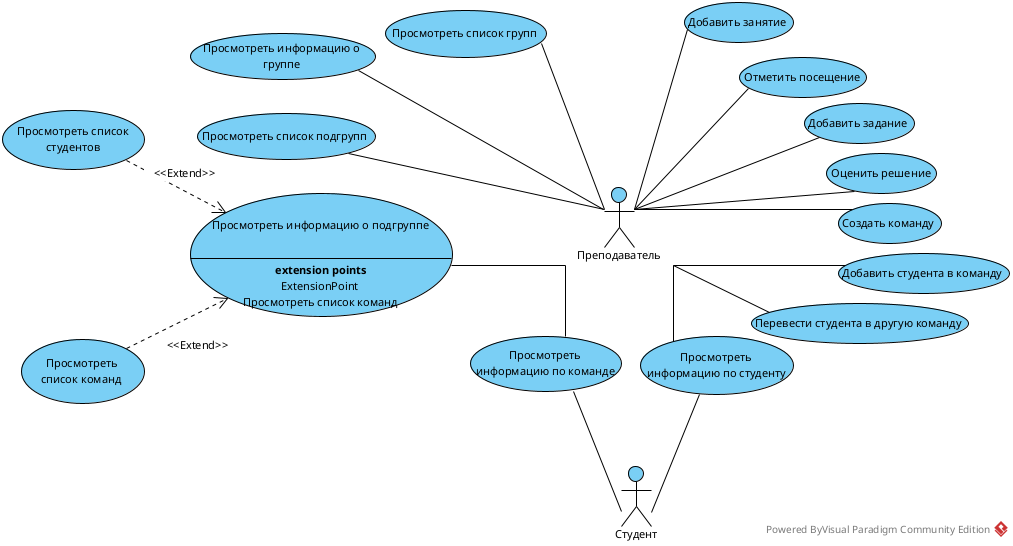 Добавить занятие
Просмотреть список групп
Просмотреть информацию о
группе
Отметить посещение
Добавить задание
Просмотреть список
студентов
Просмотреть список подгрупп
<<Extend>>
Оценить решение
Просмотреть информацию о подгруппе
Создать команду
Преподаватель
extension points
ExtensionPoint
Просмотреть список команд
Добавить студента в команду
Перевести студента в другую команду
<<Extend>>
Просмотреть
список команд
Просмотреть
информацию по команде
Просмотреть
информацию по студенту
Студент
Powered ByVisual Paradigm Community Edition